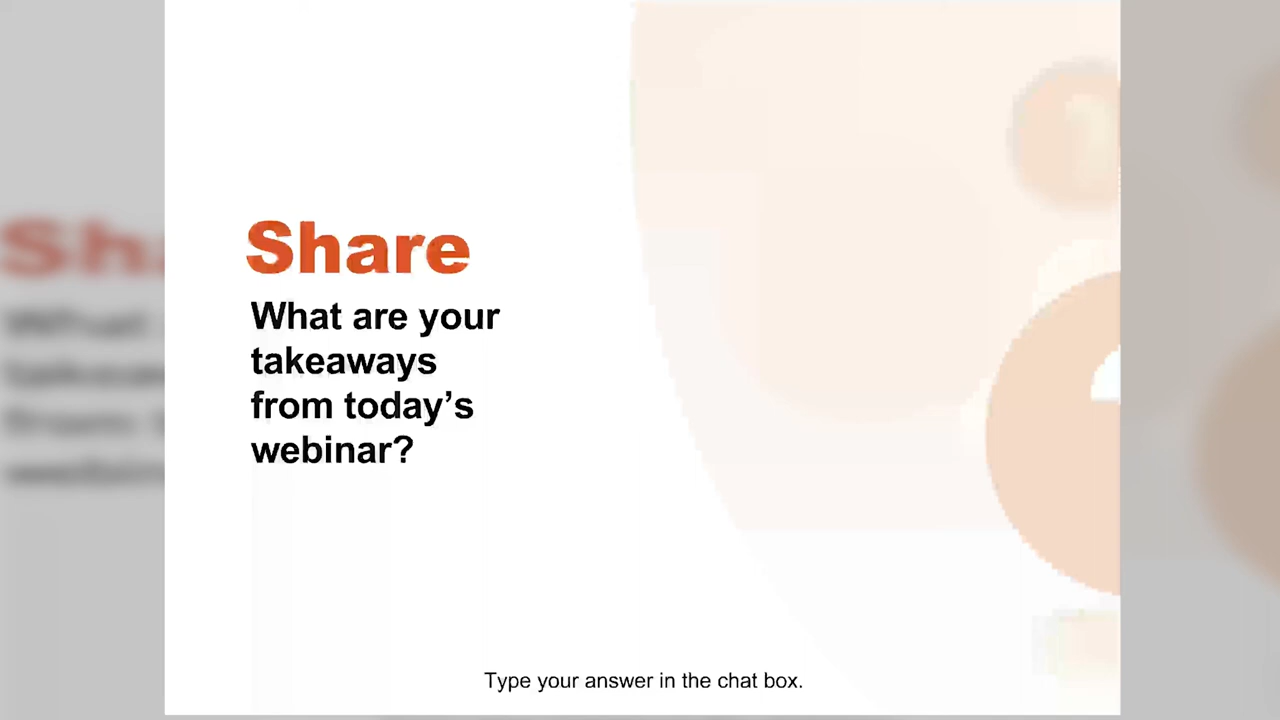 Share
What are your
takeaways
from today’s
webinar?
Type your answer in the chat box.